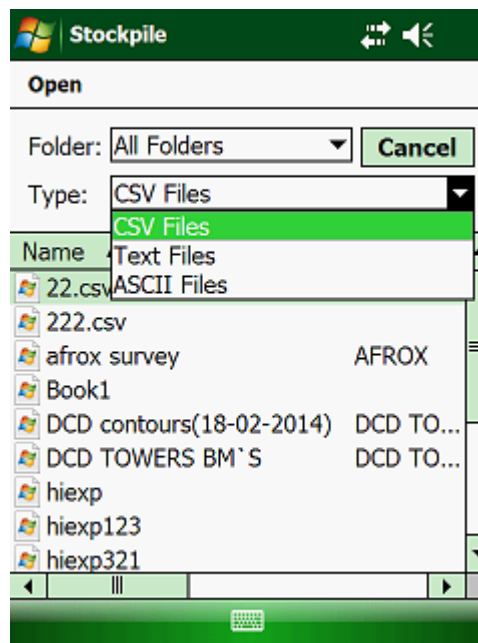 Stockpile
Open
Folder: All Folders Cancel
Type: CSV Files
CSV Files
Name Text Files
ASCII Files
22.csv
222.csv
afrox survey AFROX
Book1
DCD contours(18-02-2014) DCD TO...
DCD TOWERS BM`S DCD TO...
hiexp
hiexp123
hiexp321